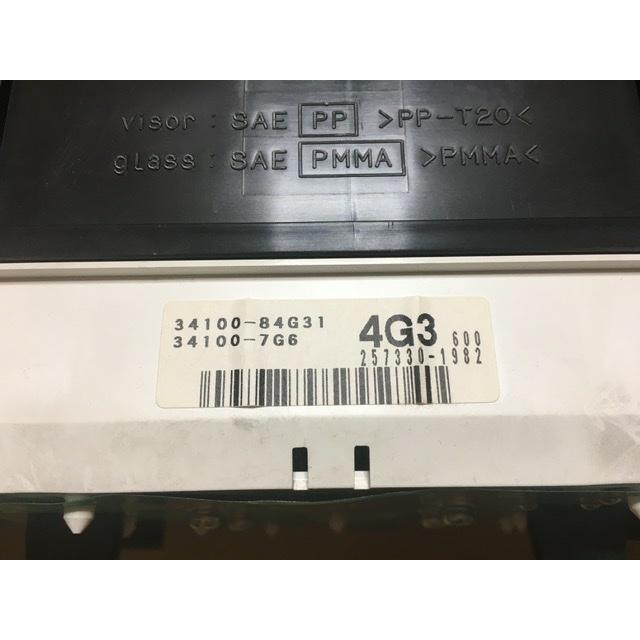 visor : SAE PP >PP-T20<
glass : SAE PMMA >PMMA<
34100-84G31
34100-7G6
4G3 600
257330-1982